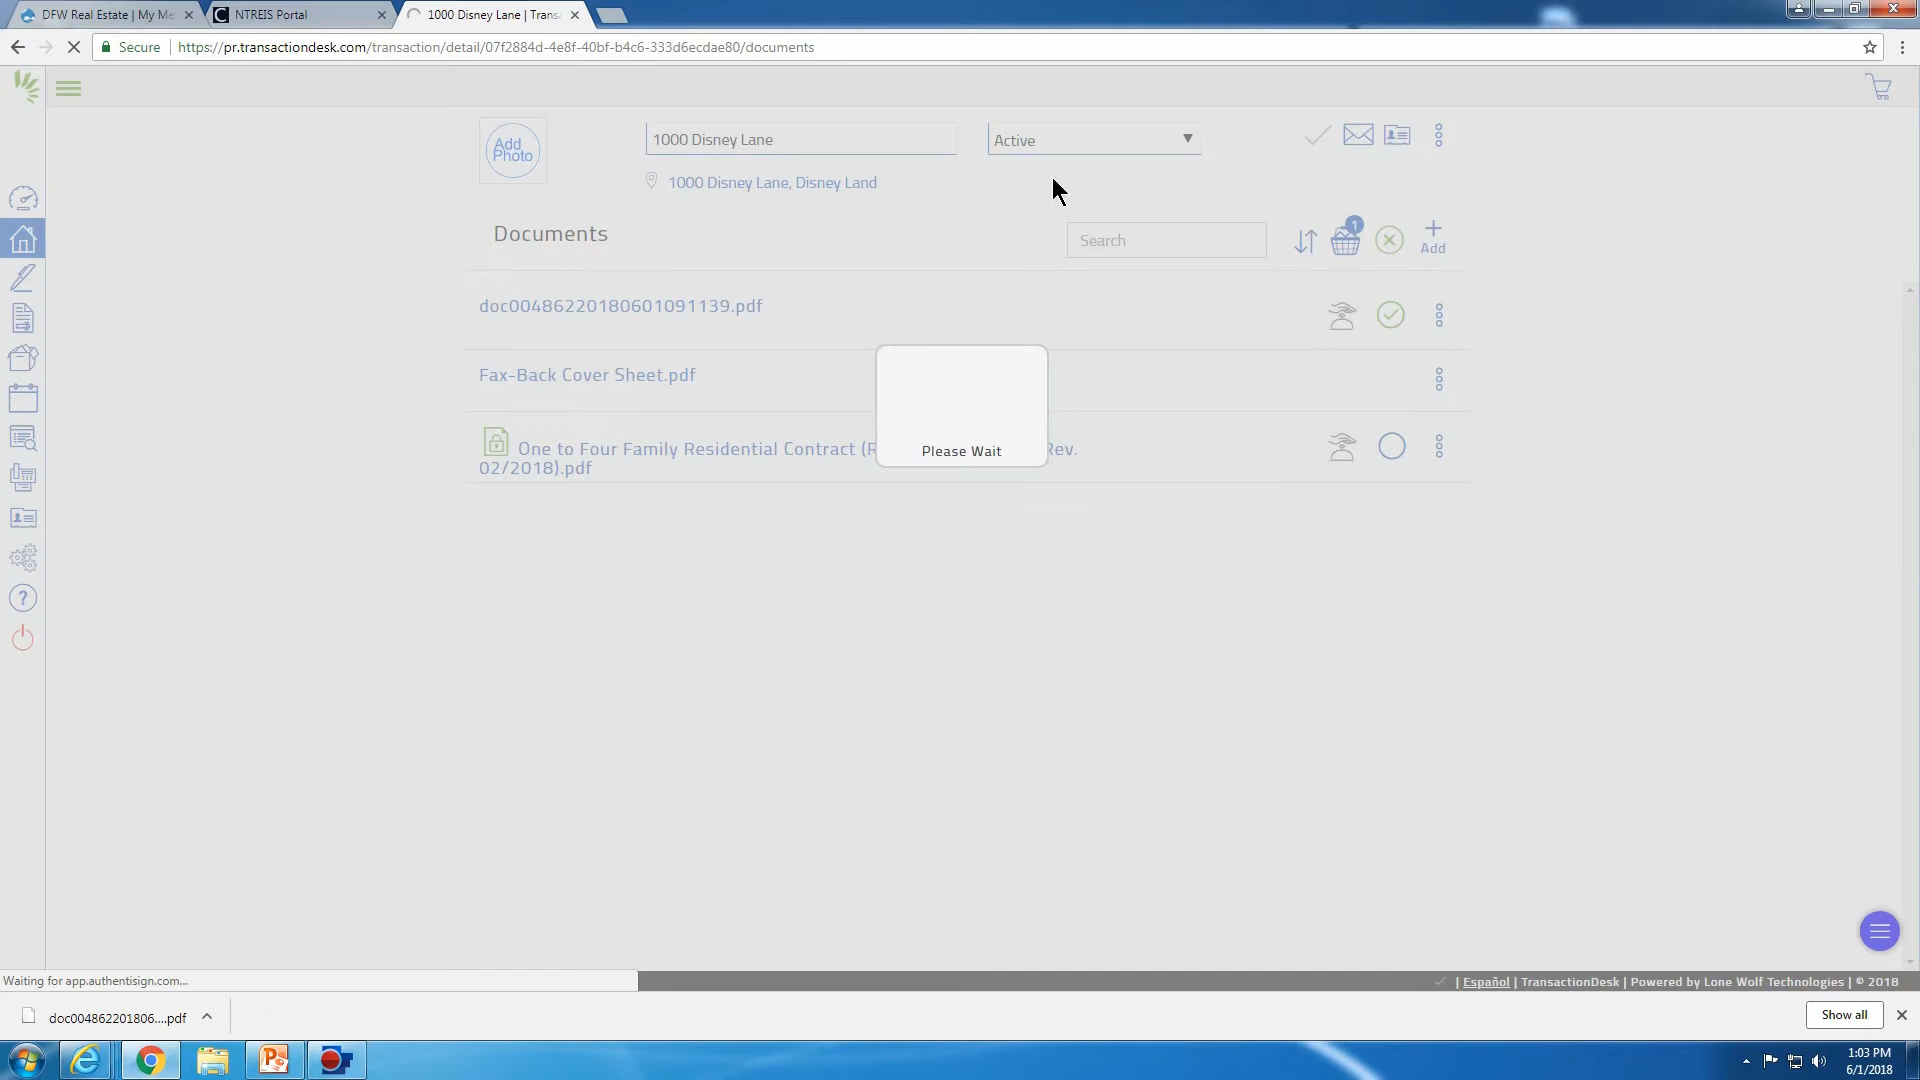 DFW Real Estate | My Me
NTREIS Portal
1000 Disney Lane | Trans
Secure
https://pr.transactiondesk.com/transaction/detail/07f2884d-4e8f-40bf-b4c6-333d6ecdae80/documents
Add
Photo
1000 Disney Lane
Active
1000 Disney Lane, Disney Land
Documents
Search
1
Add
doc00486220180601091139.pdf
Fax-Back Cover Sheet.pdf
One to Four Family Residential Contract (R Rev.
02/2018).pdf
Please Wait
Waiting for app.authentisign.com...
| Español | TransactionDesk | Powered by Lone Wolf Technologies | © 2018
doc004862201806....pdf
Show all
1:03 PM
6/1/2018